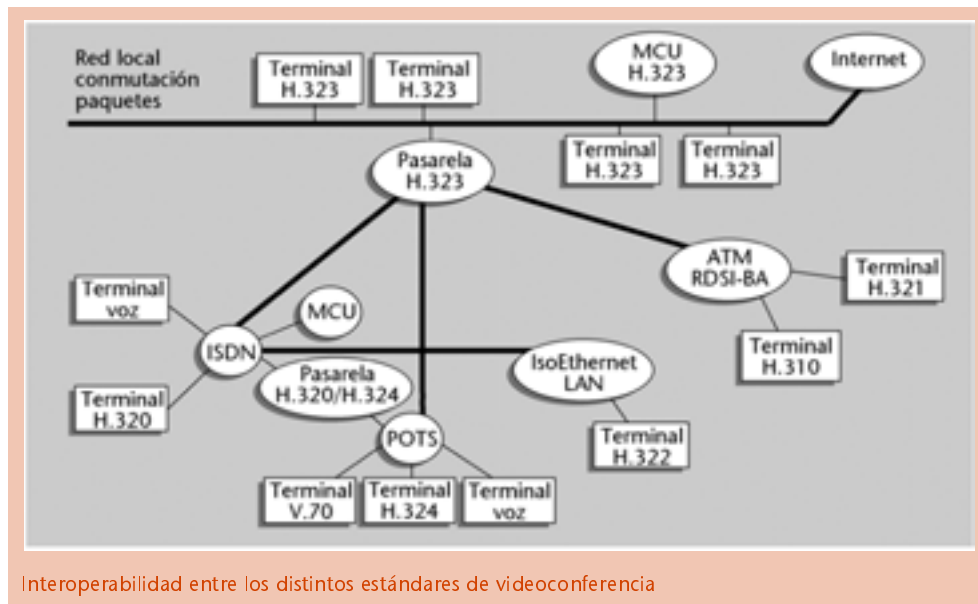 Red local
conmutación
paquetes
Terminal
H.323
Terminal
H.323
MCU
H.323
Internet
Terminal
H.323
Terminal
H.323
Pasarela
H.323
ATM
RDSI-BA
Terminal
H.321
Terminal
H.310
Terminal
voz
MCU
ISDN
Terminal
H.320
Pasarela
H.320/H.324
IsoEthernet
LAN
Terminal
H.322
POTS
Terminal
V.70
Terminal
H.324
Terminal
voz
Interoperabilidad entre los distintos estándares de videoconferencia